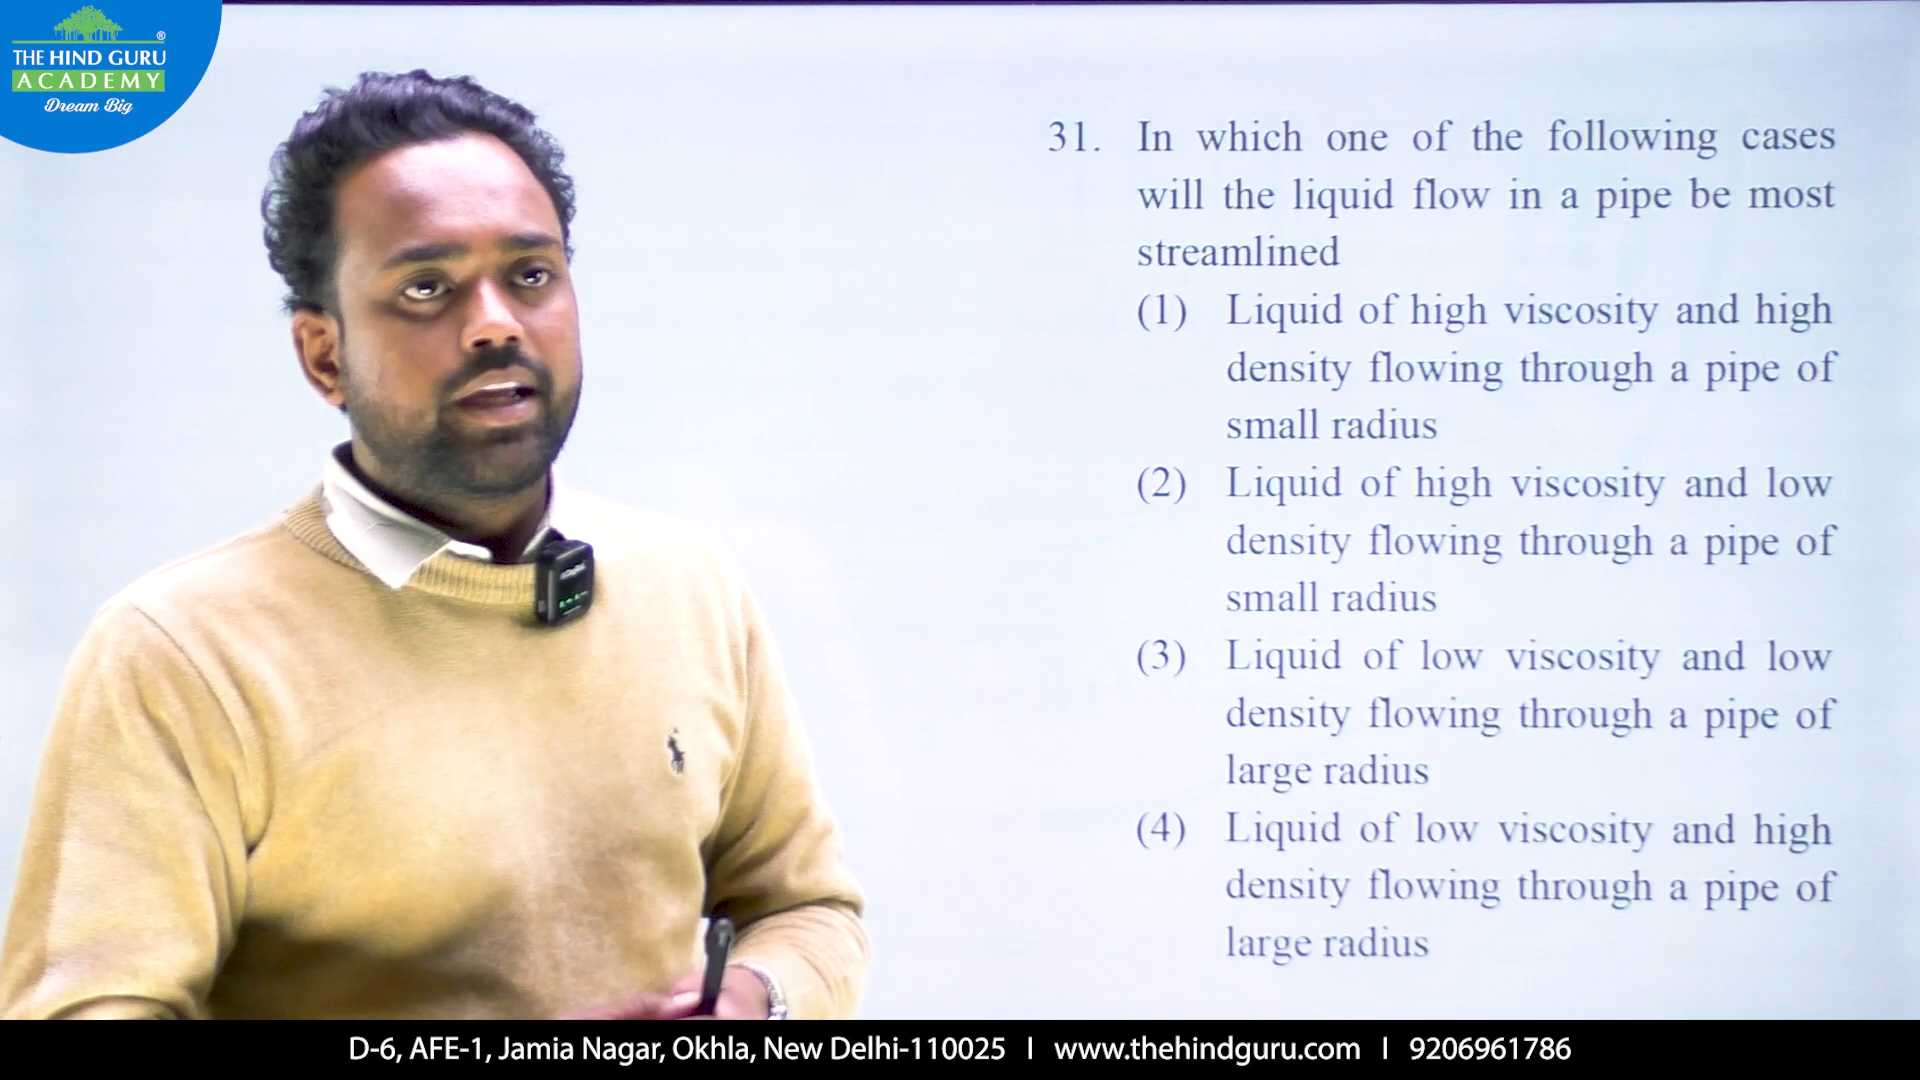 THE HIND GURU
ACADEMY
Dream Big
®
31. In which one of the following cases
will the liquid flow in a pipe be most
streamlined
(1) Liquid of high viscosity and high
density flowing through a pipe of
small radius
(2) Liquid of high viscosity and low
density flowing through a pipe of
small radius
(3) Liquid of low viscosity and low
density flowing through a pipe of
large radius
(4) Liquid of low viscosity and high
density flowing through a pipe of
large radius
D-6, AFE-1, Jamia Nagar, Okhla, New Delhi-110025 | www.thehindguru.com | 9206961786